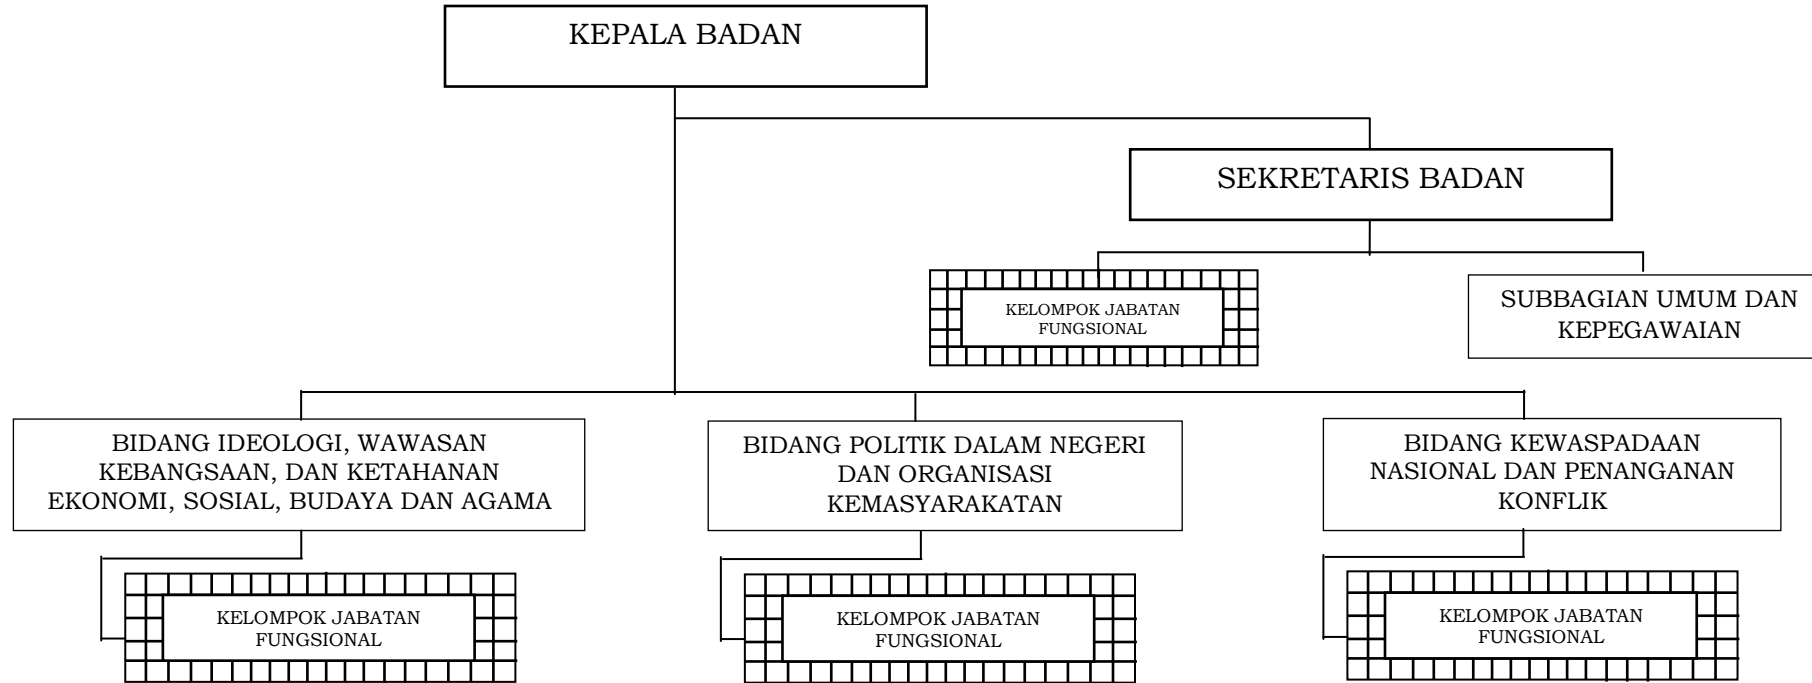 KEPALA BADAN
SEKRETARIS BADAN
KELOMPOK JABATAN
FUNGSIONAL
SUBBAGIAN UMUM DAN
KEPEGAWAIAN
BIDANG IDEOLOGI, WAWASAN
KEBANGSAAN, DAN KETAHANAN
EKONOMI, SOSIAL, BUDAYA DAN AGAMA
BIDANG POLITIK DALAM NEGERI
DAN ORGANISASI
KEMASYARAKATAN
BIDANG KEWASPADAAN
NASIONAL DAN PENANGANAN
KONFLIK
KELOMPOK JABATAN
FUNGSIONAL
KELOMPOK JABATAN
FUNGSIONAL
KELOMPOK JABATAN
FUNGSIONAL